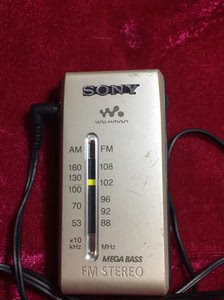 SONY
WALKMAN
AM FM
160 108
130
100 102
96
70 92
53 88
x10
kHz MHz
MEGA BASS
FM STEREO